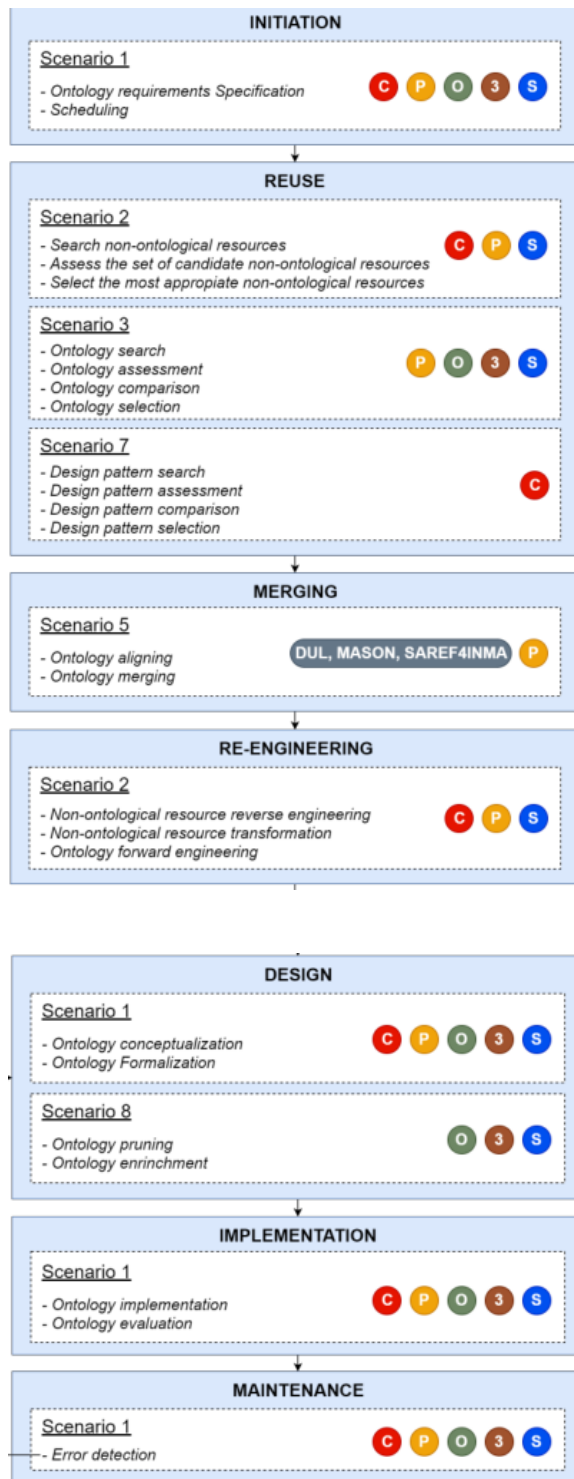 INITIATION
Scenario 1
- Ontology requirements Specification
- Scheduling
C P O 3 S
REUSE
Scenario 2
- Search non-ontological resources
- Assess the set of candidate non-ontological resources
- Select the most appropiate non-ontological resources
C P S
Scenario 3
- Ontology search
- Ontology assessment
- Ontology comparison
- Ontology selection
P O 3 S
Scenario 7
- Design pattern search
- Design pattern assessment
- Design pattern comparison
- Design pattern selection
C
MERGING
Scenario 5
- Ontology aligning
- Ontology merging
DUL, MASON, SAREF4INMA P
RE-ENGINEERING
Scenario 2
- Non-ontological resource reverse engineering
- Non-ontological resource transformation
- Ontology forward engineering
C P S
DESIGN
Scenario 1
- Ontology conceptualization
- Ontology Formalization
C P O 3 S
Scenario 8
- Ontology pruning
- Ontology enrinchment
O 3 S
IMPLEMENTATION
Scenario 1
- Ontology implementation
- Ontology evaluation
C P O 3 S
MAINTENANCE
Scenario 1
- Error detection
C P O 3 S